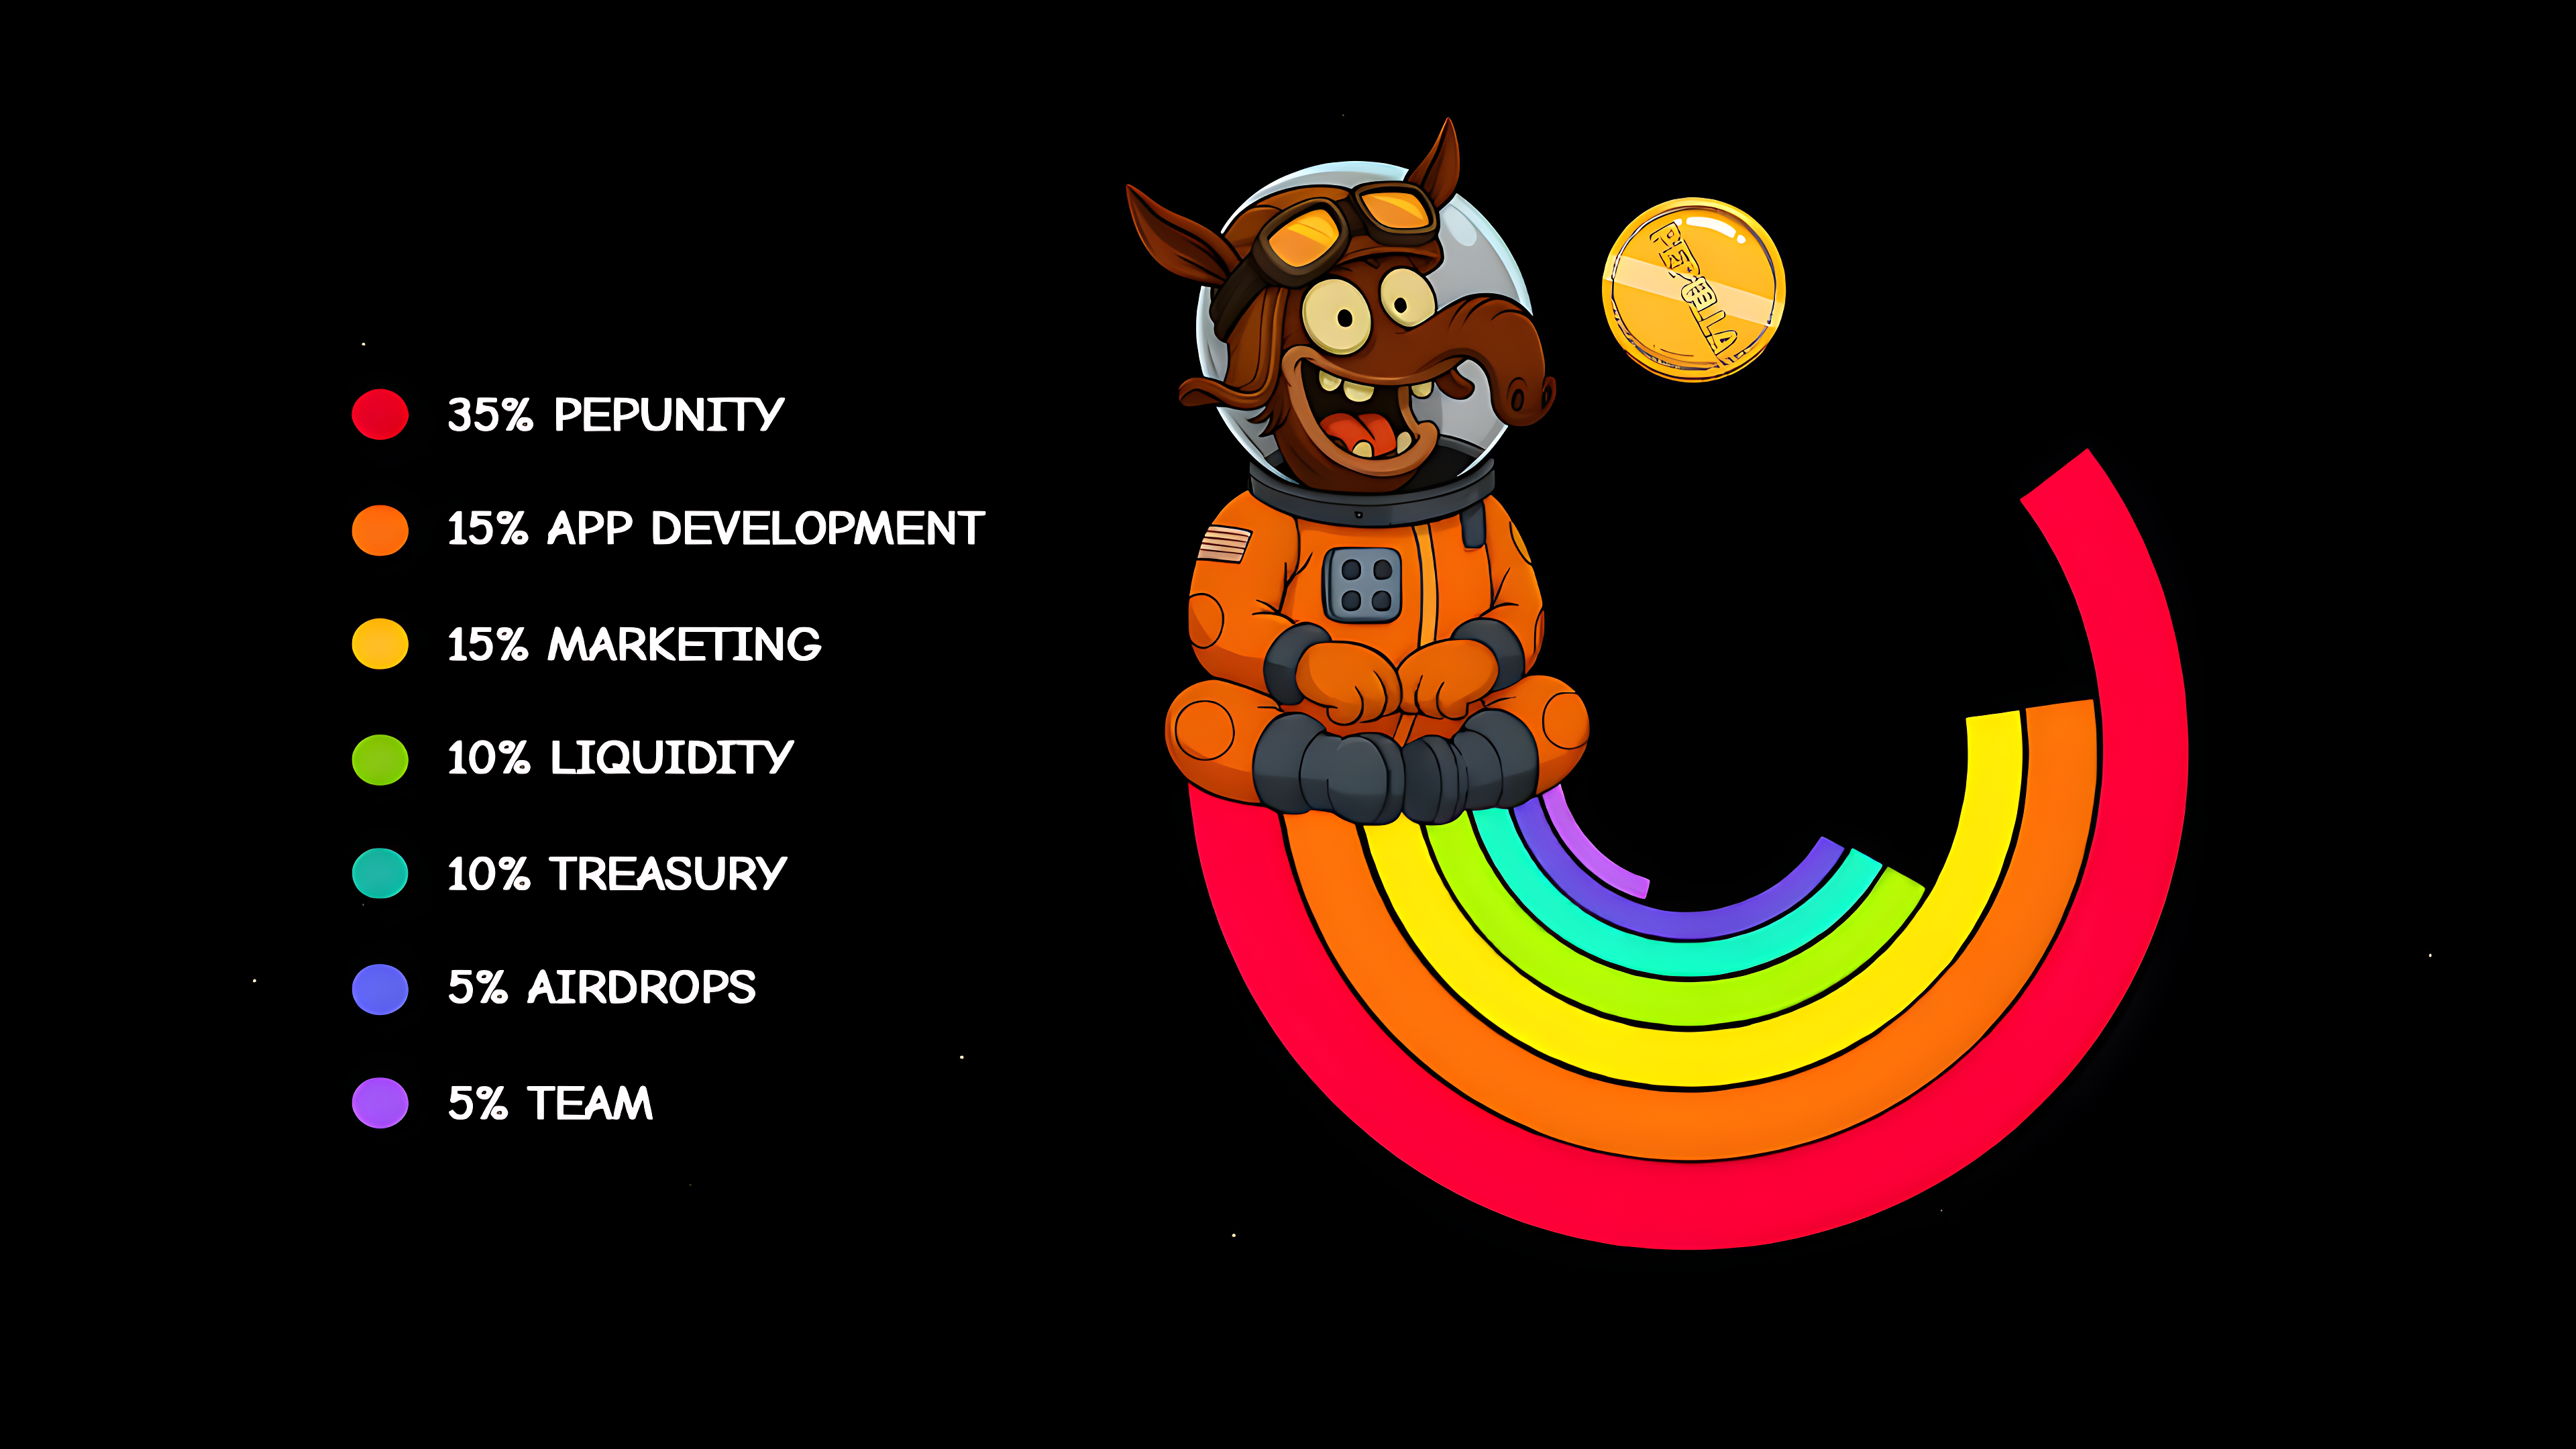 35% PEPUNITY
15% APP DEVELOPMENT
15% MARKETING
10% LIQUIDITY
10% TREASURY
5% AIRDROPS
5% TEAM